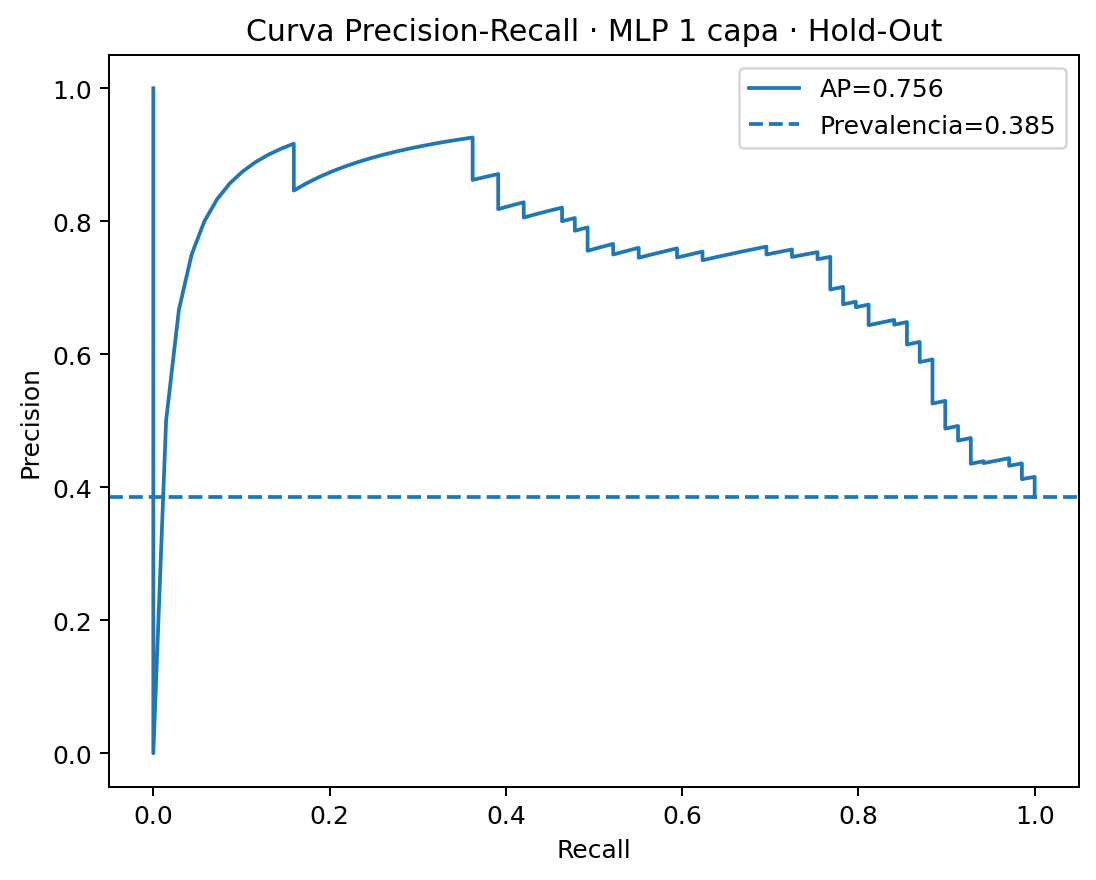 Curva Precision-Recall · MLP 1 capa · Hold-Out
AP=0.756
Prevalencia=0.385
Precision
1.0
0.8
0.6
0.4
0.2
0.0
0.0 0.2 0.4 0.6 0.8 1.0
Recall